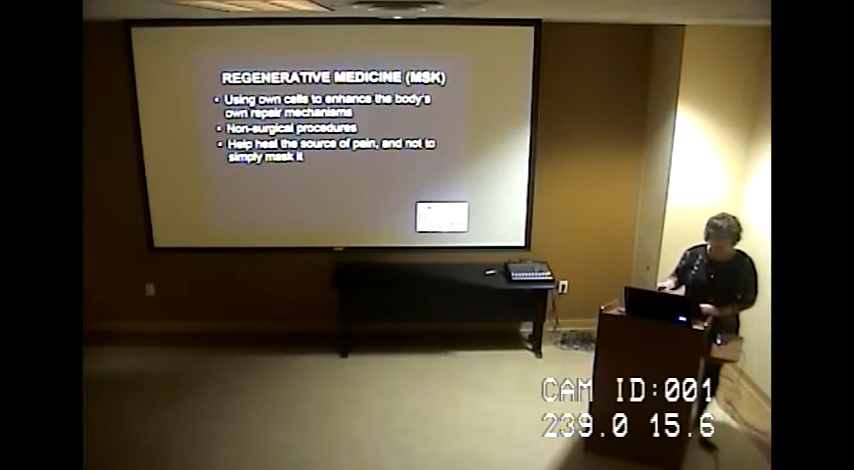 REGENERATIVE MEDICINE (MSK)
• Using own cells to enhance the body's
own repair mechanisms
• Non-surgical procedures
• Help heal the source of pain, and not to
simply mask it
CAM ID:001
239.0 15.6